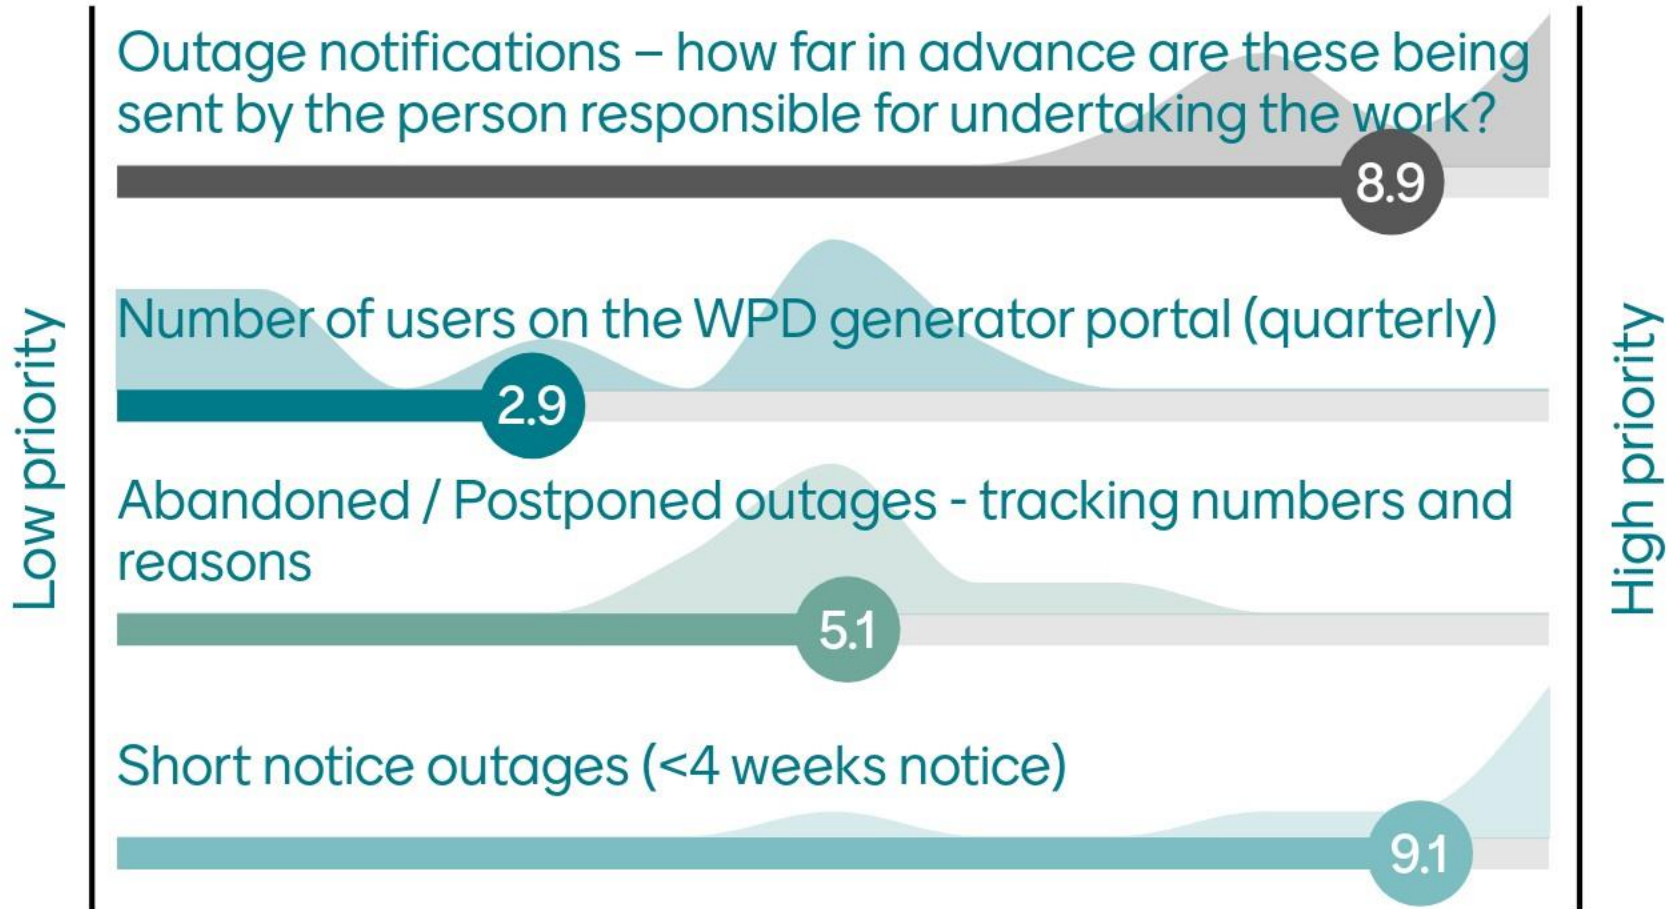 Outage notifications – how far in advance are these being
sent by the person responsible for undertaking the work?
8.9
Number of users on the WPD generator portal (quarterly)
2.9
Low priority
High priority
Abandoned / Postponed outages - tracking numbers and
reasons
5.1
Short notice outages (<4 weeks notice)
9.1